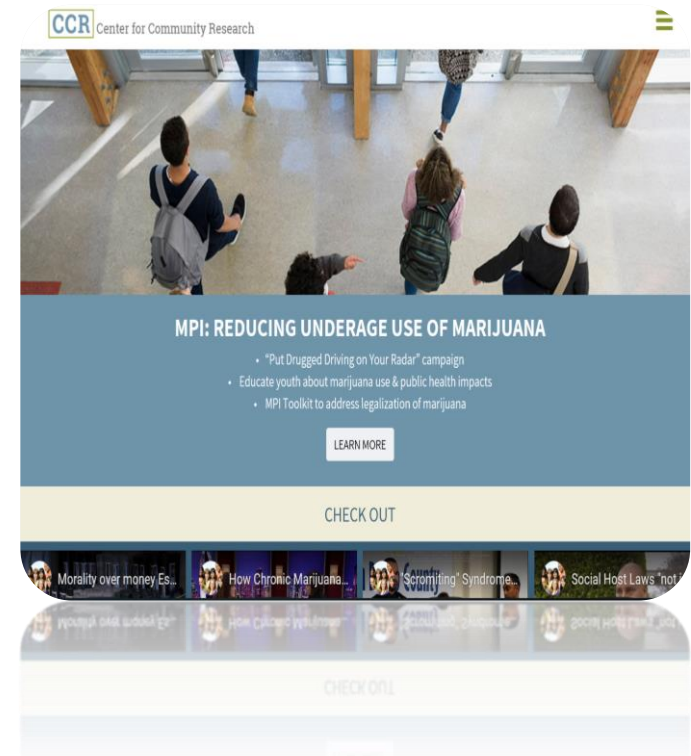 CCR Center for Community Research
MPI: REDUCING UNDERAGE USE OF MARIJUANA
• "Put Drugged Driving on Your Radar" campaign
• Educate youth about marijuana use & public health impacts
• MPI Toolkit to address legalization of marijuana
LEARN MORE
CHECK OUT
Morality over money Es... How Chronic Marijuana... "Scromiting" Syndrome... Social Host Laws "not
County